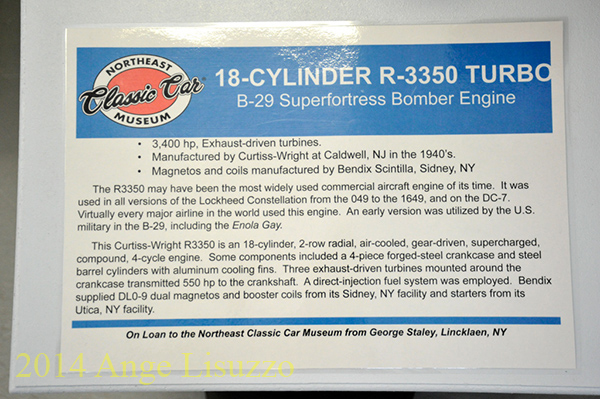 NORTHEAST
Classic Car
MUSEUM
18-CYLINDER R-3350 TURBO
B-29 Superfortress Bomber Engine
• 3,400 hp, Exhaust-driven turbines.
• Manufactured by Curtiss-Wright at Caldwell, NJ in the 1940's.
• Magnetos and coils manufactured by Bendix Scintilla, Sidney, NY
The R3350 may have been the most widely used commercial aircraft engine of its time. It was
used in all versions of the Lockheed Constellation from the 049 to the 1649, and on the DC-7.
Virtually every major airline in the world used this engine. An early version was utilized by the U.S.
military in the B-29, including the Enola Gay.
This Curtiss-Wright R3350 is an 18-cylinder, 2-row radial, air-cooled, gear-driven, supercharged,
compound, 4-cycle engine. Some components included a 4-piece forged-steel crankcase and steel
barrel cylinders with aluminum cooling fins. Three exhaust-driven turbines mounted around the
crankcase transmitted 550 hp to the crankshaft. A direct-injection fuel system was employed. Bendix
supplied DL0-9 dual magnetos and booster coils from its Sidney, NY facility and starters from its
Utica, NY facility.
On Loan to the Northeast Classic Car Museum from George Staley, Lincklaen, NY
2014 Ange Lisuzzo